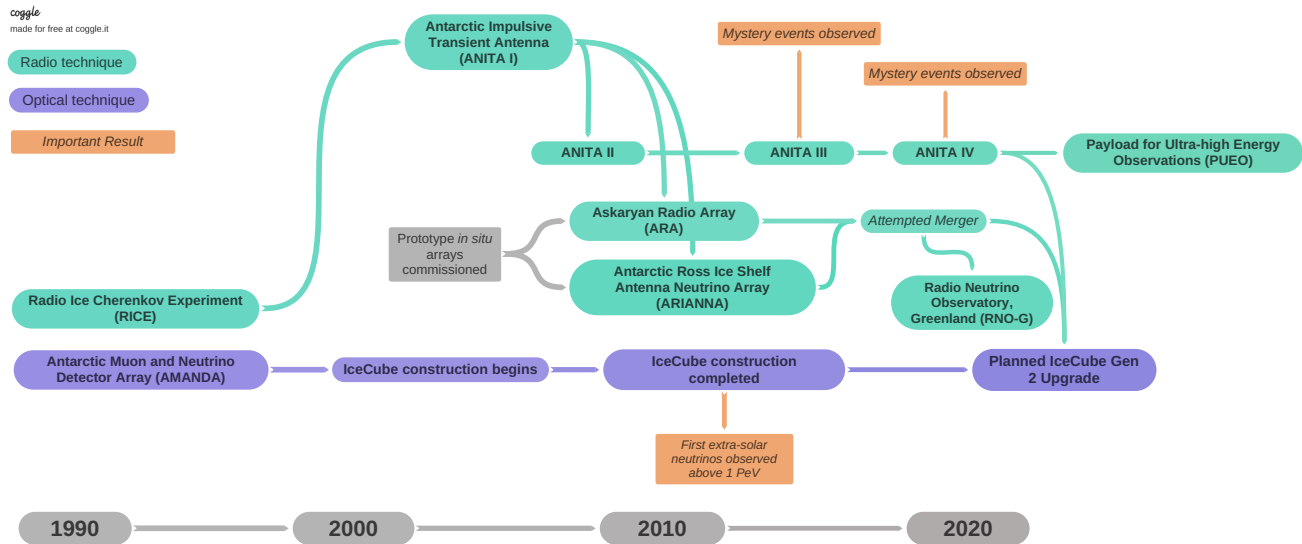 coggle
made for free at coggle.it
Radio technique
Optical technique
Important Result
Antarctic Impulsive
Transient Antenna
(ANITA I)
Mystery events observed
Mystery events observed
ANITA II
ANITA III
ANITA IV
Payload for Ultra-high Energy
Observations (PUEO)
Askaryan Radio Array
(ARA)
Attempted Merger
Prototype in situ
arrays
commissioned
Antarctic Ross Ice Shelf
Antenna Neutrino Array
(ARIANNA)
Radio Neutrino
Observatory,
Greenland (RNO-G)
Radio Ice Cherenkov Experiment
(RICE)
Antarctic Muon and Neutrino
Detector Array (AMANDA)
IceCube construction begins
IceCube construction
completed
Planned IceCube Gen
2 Upgrade
First extra-solar
neutrinos observed
above 1 PeV
1990
2000
2010
2020